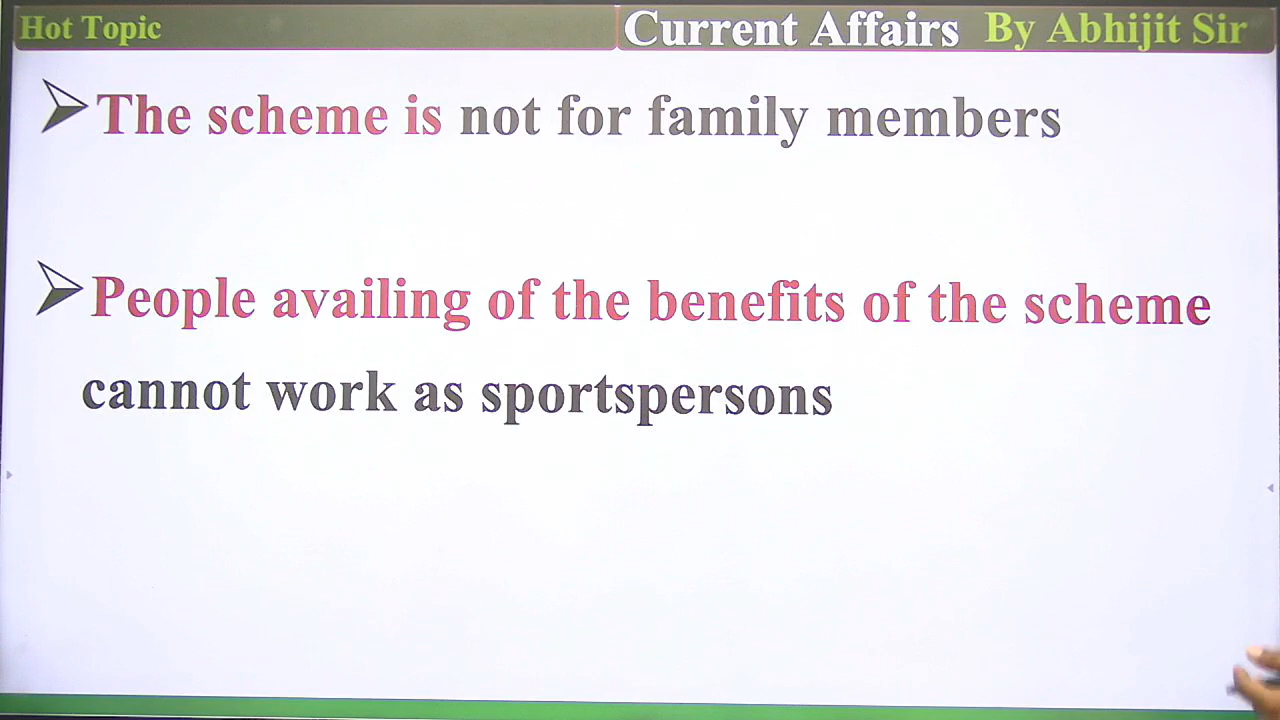 Hot Topic
Current Affairs By Abhijit Sir
The scheme is not for family members
People availing of the benefits of the scheme
cannot work as sportspersons